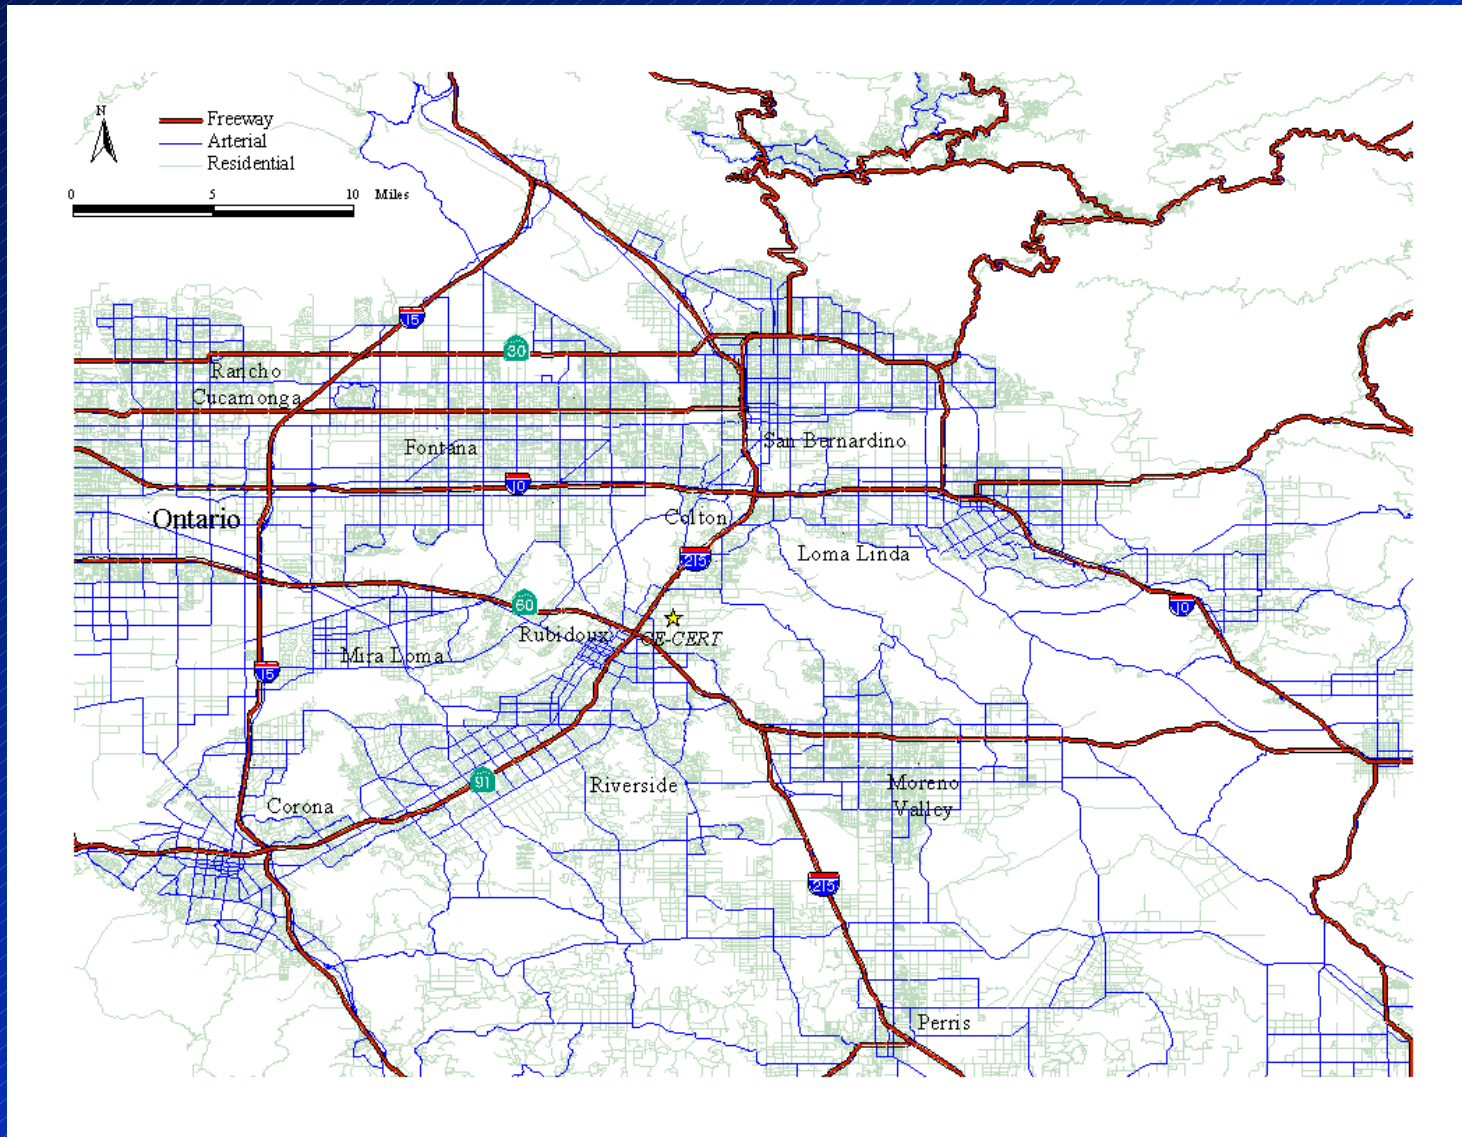 N
Freeway
Arterial
Residential
0 5 10 Miles
15
30
Rancho
Cucamonga
Fontana
San Bernardino
10
Ontario
Colton
215
Loma Linda
60
10
Rubidoux
CE-CERT
Mira Loma
15
91
Riverside
Moreno
Valley
Corona
215
Perris